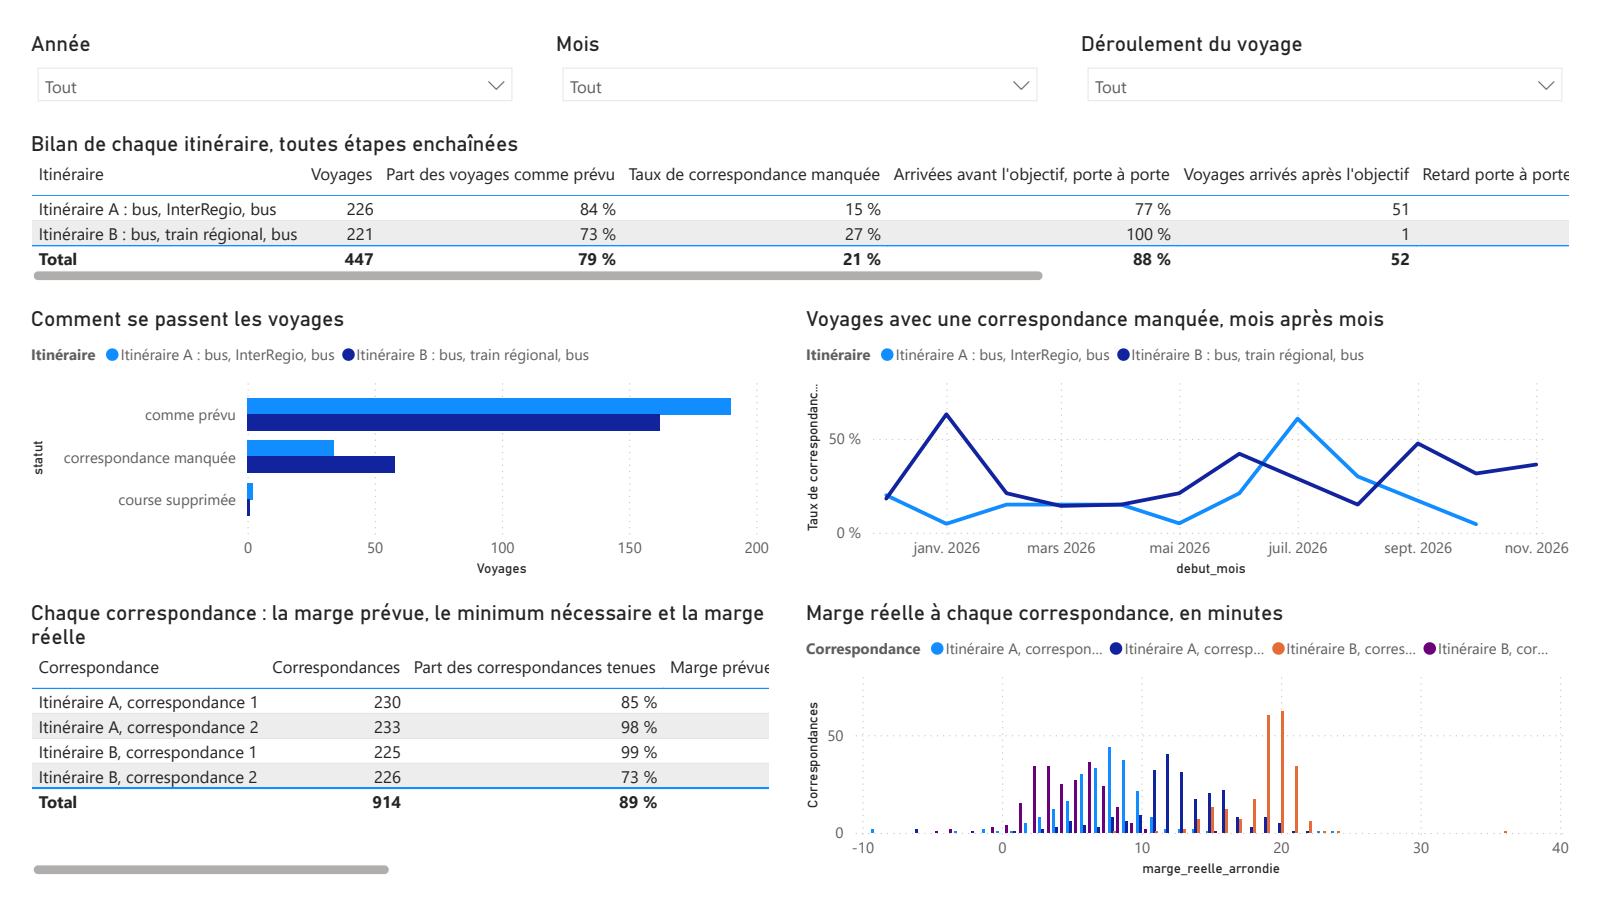 Année
Mois
Déroulement du voyage
Tout
Tout
Tout
Bilan de chaque itinéraire, toutes étapes enchaînées
Itinéraire Voyages Part des voyages comme prévu Taux de correspondance manquée Arrivées avant l'objectif, porte à porte Voyages arrivés après l'objectif Retard porte à porte
Itinéraire A : bus, InterRegio, bus 226 84 % 15 % 77 % 51
Itinéraire B : bus, train régional, bus 221 73 % 27 % 100 % 1
Total 447 79 % 21 % 88 % 52
Comment se passent les voyages
Itinéraire Itinéraire A : bus, InterRegio, bus Itinéraire B : bus, train régional, bus
statut
comme prévu
correspondance manquée
course supprimée
0 50 100 150 200
Voyages
Voyages avec une correspondance manquée, mois après mois
Itinéraire Itinéraire A : bus, InterRegio, bus Itinéraire B : bus, train régional, bus
Taux de correspondanc...
50 %
0 %
janv. 2026 mars 2026 mai 2026 juil. 2026 sept. 2026 nov. 2026
debut_mois
Chaque correspondance : la marge prévue, le minimum nécessaire et la marge
réelle
Correspondance Correspondances Part des correspondances tenues Marge prévue
Itinéraire A, correspondance 1 230 85 %
Itinéraire A, correspondance 2 233 98 %
Itinéraire B, correspondance 1 225 99 %
Itinéraire B, correspondance 2 226 73 %
Total 914 89 %
Marge réelle à chaque correspondance, en minutes
Correspondance Itinéraire A, correspon... Itinéraire A, corresp... Itinéraire B, corres... Itinéraire B, cor...
Correspondances
50
0
-10 0 10 20 30 40
marge_reelle_arrondie